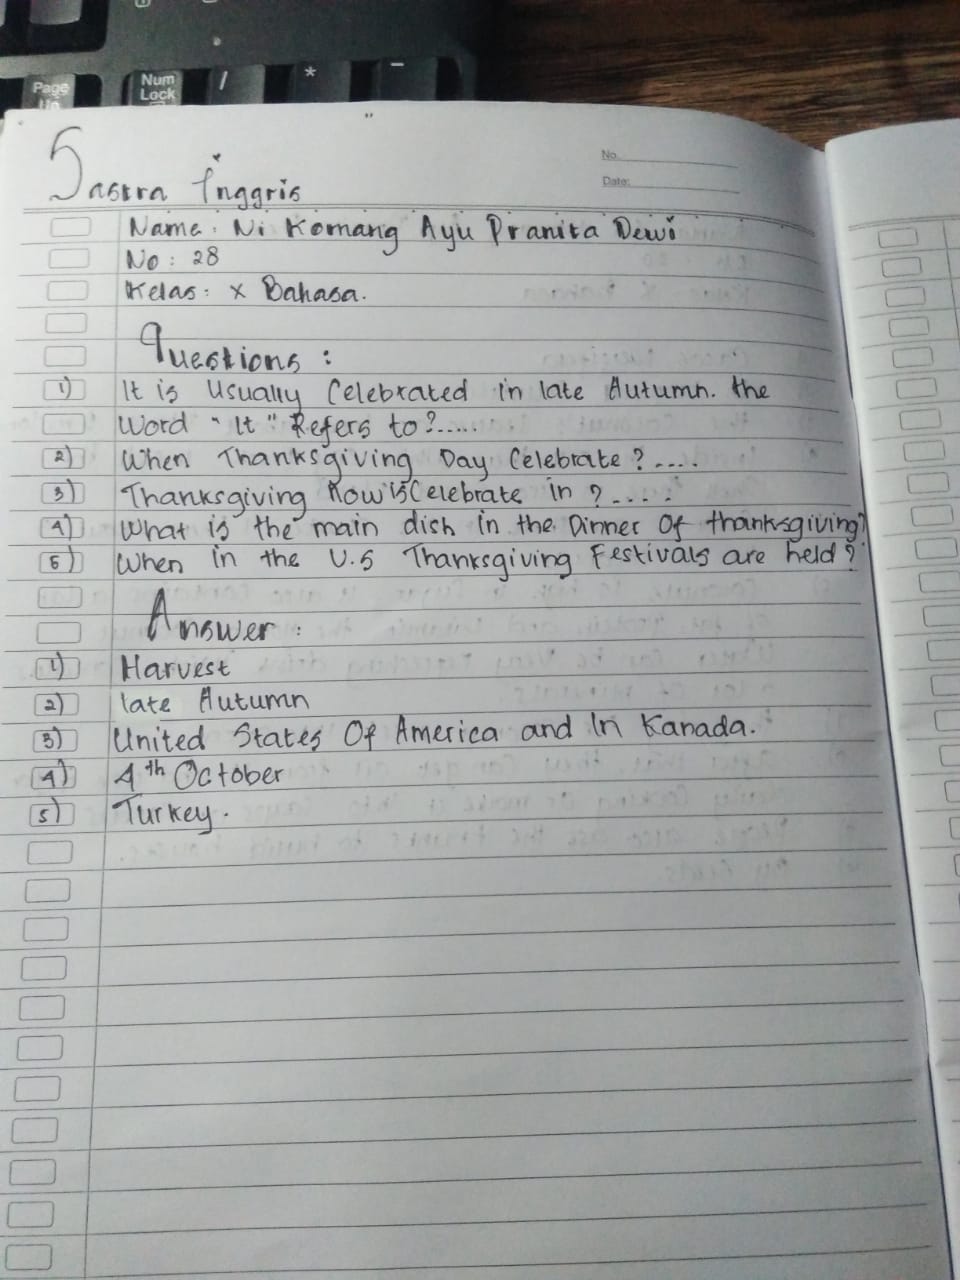 Page Up
Num Lock
/
*
-
Sastra Inggris
No.
Date:
Name : Ni Komang Ayu Pranita Dewi
No : 28
Kelas : X Bahasa.
Questions :
1) It is Usually Celebrated in late Autumn. the
Word "It" Refers to?.....
2) When Thanksgiving Day Celebrate ?....
3) Thanksgiving Now is Celebrate in ?.....
4) What is the main dish in the Dinner Of thanksgiving?
5) When in the U.S Thanksgiving Festivals are held?
Answer :
1) Harvest
2) late Autumn
3) United States Of America and In Kanada.
4) 4th October
5) Turkey.